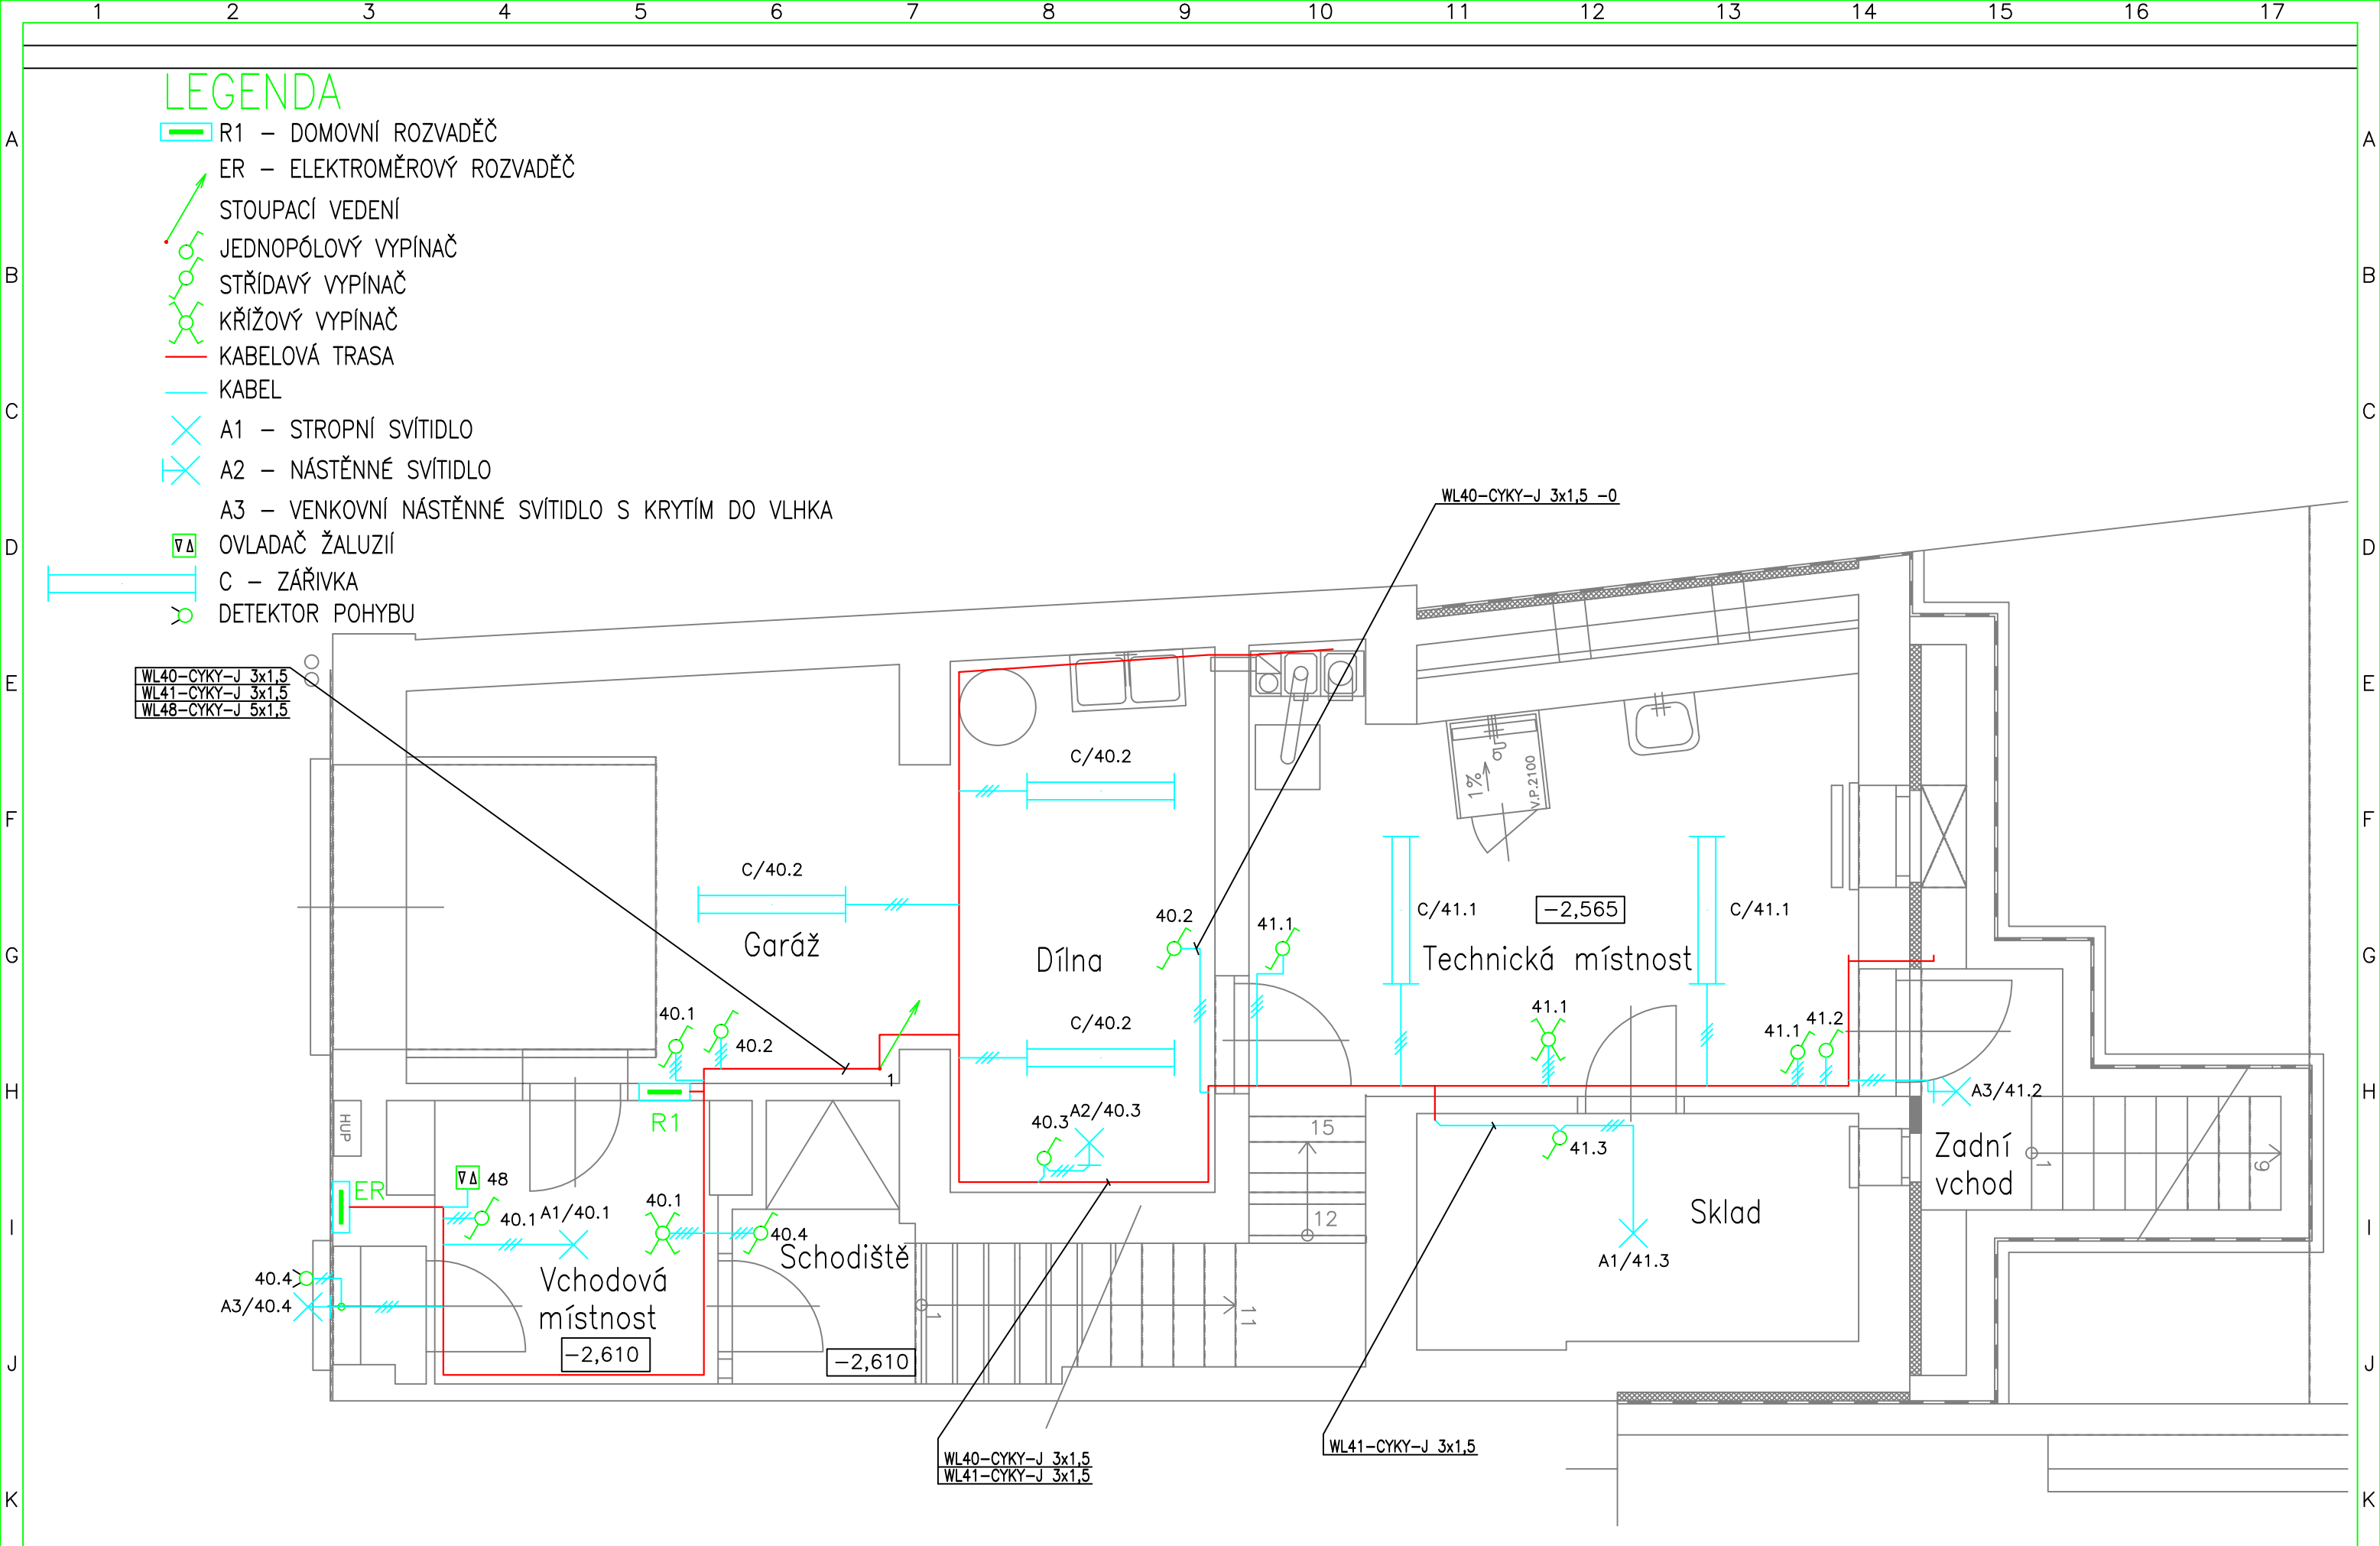 1 2 3 4 5 6 7 8 9 10 11 12 13 14 15 16 17
LEGENDA
A A
R1 – DOMOVNÍ ROZVADĚČ
ER – ELEKTROMĚROVÝ ROZVADĚČ
STOUPACÍ VEDENÍ
JEDNOPÓLOVÝ VYPÍNAČ
B B
STŘÍDAVÝ VYPÍNAČ
KŘÍŽOVÝ VYPÍNAČ
KABELOVÁ TRASA
KABEL
C C
A1 – STROPNÍ SVÍTIDLO
A2 – NÁSTĚNNÉ SVÍTIDLO
A3 – VENKOVNÍ NÁSTĚNNÉ SVÍTIDLO S KRYTÍM DO VLHKA
D D
OVLADAČ ŽALUZIÍ
C – ZÁŘIVKA
DETEKTOR POHYBU
WL40-CYKY-J 3x1,5 -0
E E
WL40-CYKY-J 3x1,5
WL41-CYKY-J 3x1,5
WL48-CYKY-J 5x1,5
C/40.2
1%
V.P.2100
F F
C/40.2
C/41.1
-2,565
C/41.1
40.2
41.1
G G
Garáž
Dílna
Technická místnost
40.1
40.2
C/40.2
41.1
41.1
41.2
1
H H
A3/41.2
HUP
R1
40.3
A2/40.3
15
41.3
Zadní
vchod
1
9
ER
48
40.1
A1/40.1
40.1
40.4
12
Sklad
I I
Schodiště
A1/41.3
40.4
A3/40.4
Vchodová
místnost
1
11
-2,610
-2,610
J J
WL40-CYKY-J 3x1,5
WL41-CYKY-J 3x1,5
WL41-CYKY-J 3x1,5
K K